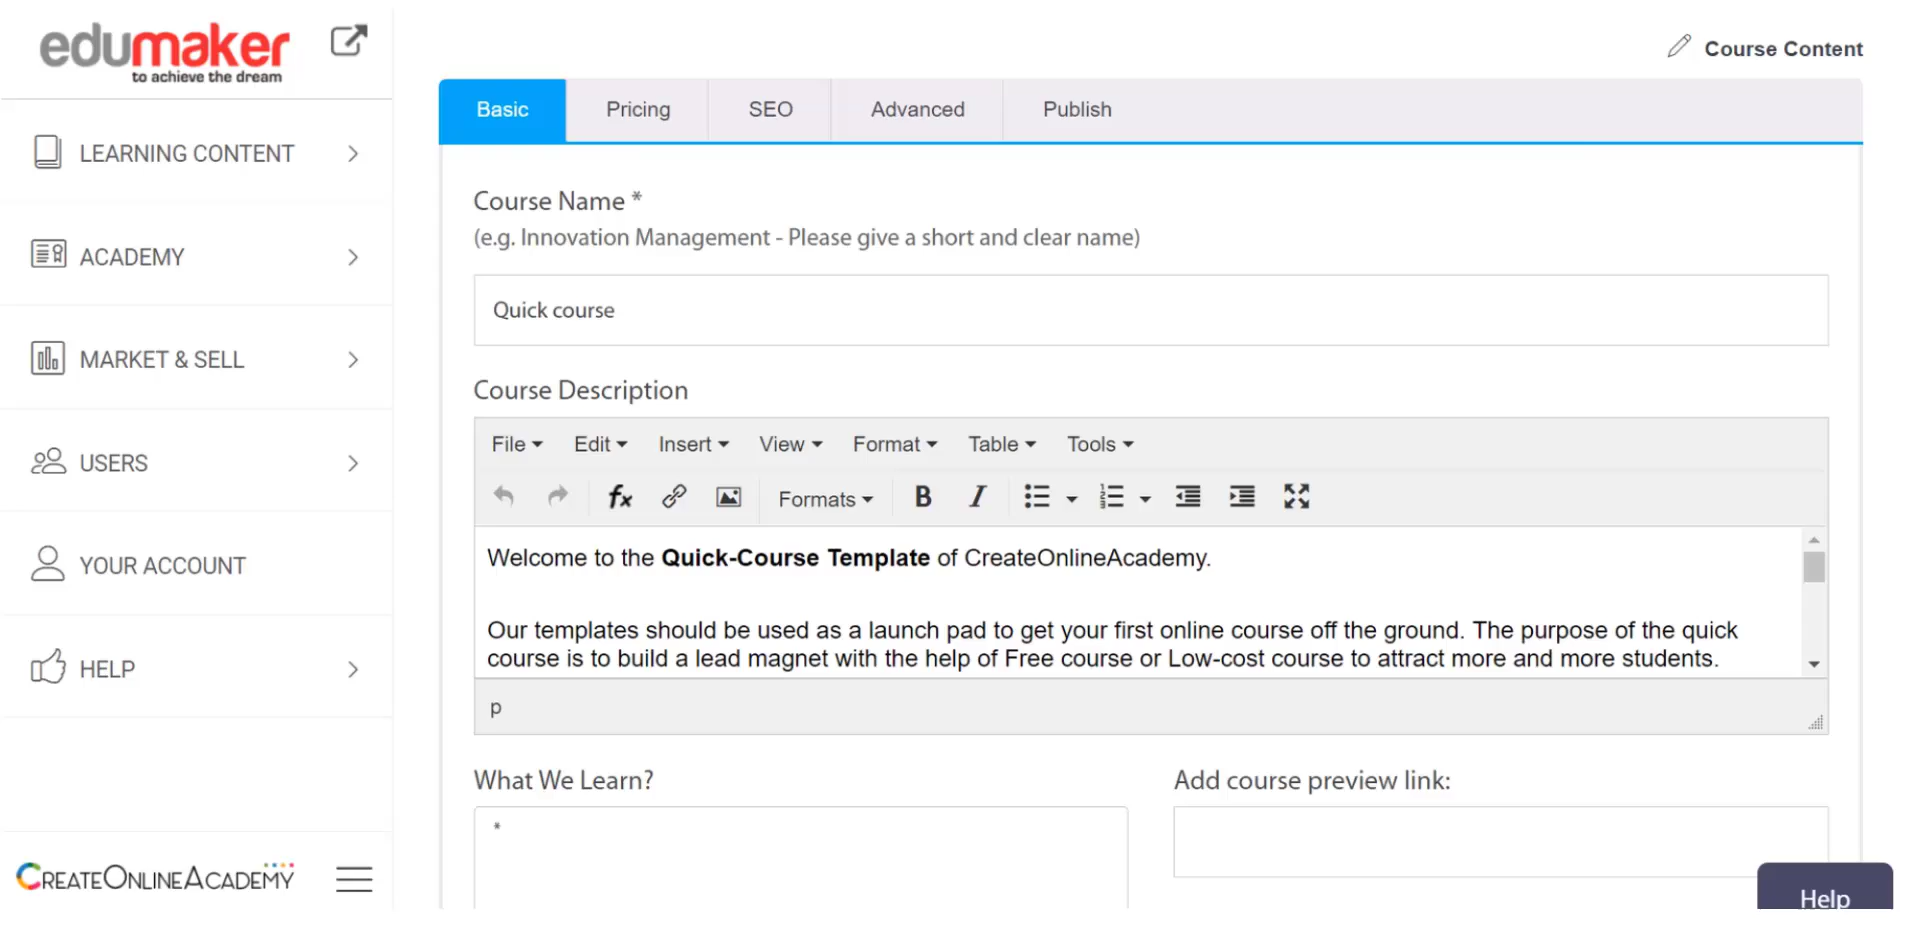 edumaker
to achieve the dream
LEARNING CONTENT
ACADEMY
MARKET & SELL
USERS
YOUR ACCOUNT
HELP
CREATEONLINEACADEMY
Course Content
Basic
Pricing
SEO
Advanced
Publish
Course Name *
(e.g. Innovation Management - Please give a short and clear name)
Quick course
Course Description
File
Edit
Insert
View
Format
Table
Tools
fx
Formats
B
I
Welcome to the Quick-Course Template of CreateOnlineAcademy.
Our templates should be used as a launch pad to get your first online course off the ground. The purpose of the quick
course is to build a lead magnet with the help of Free course or Low-cost course to attract more and more students.
p
What We Learn?
*
Add course preview link:
Help